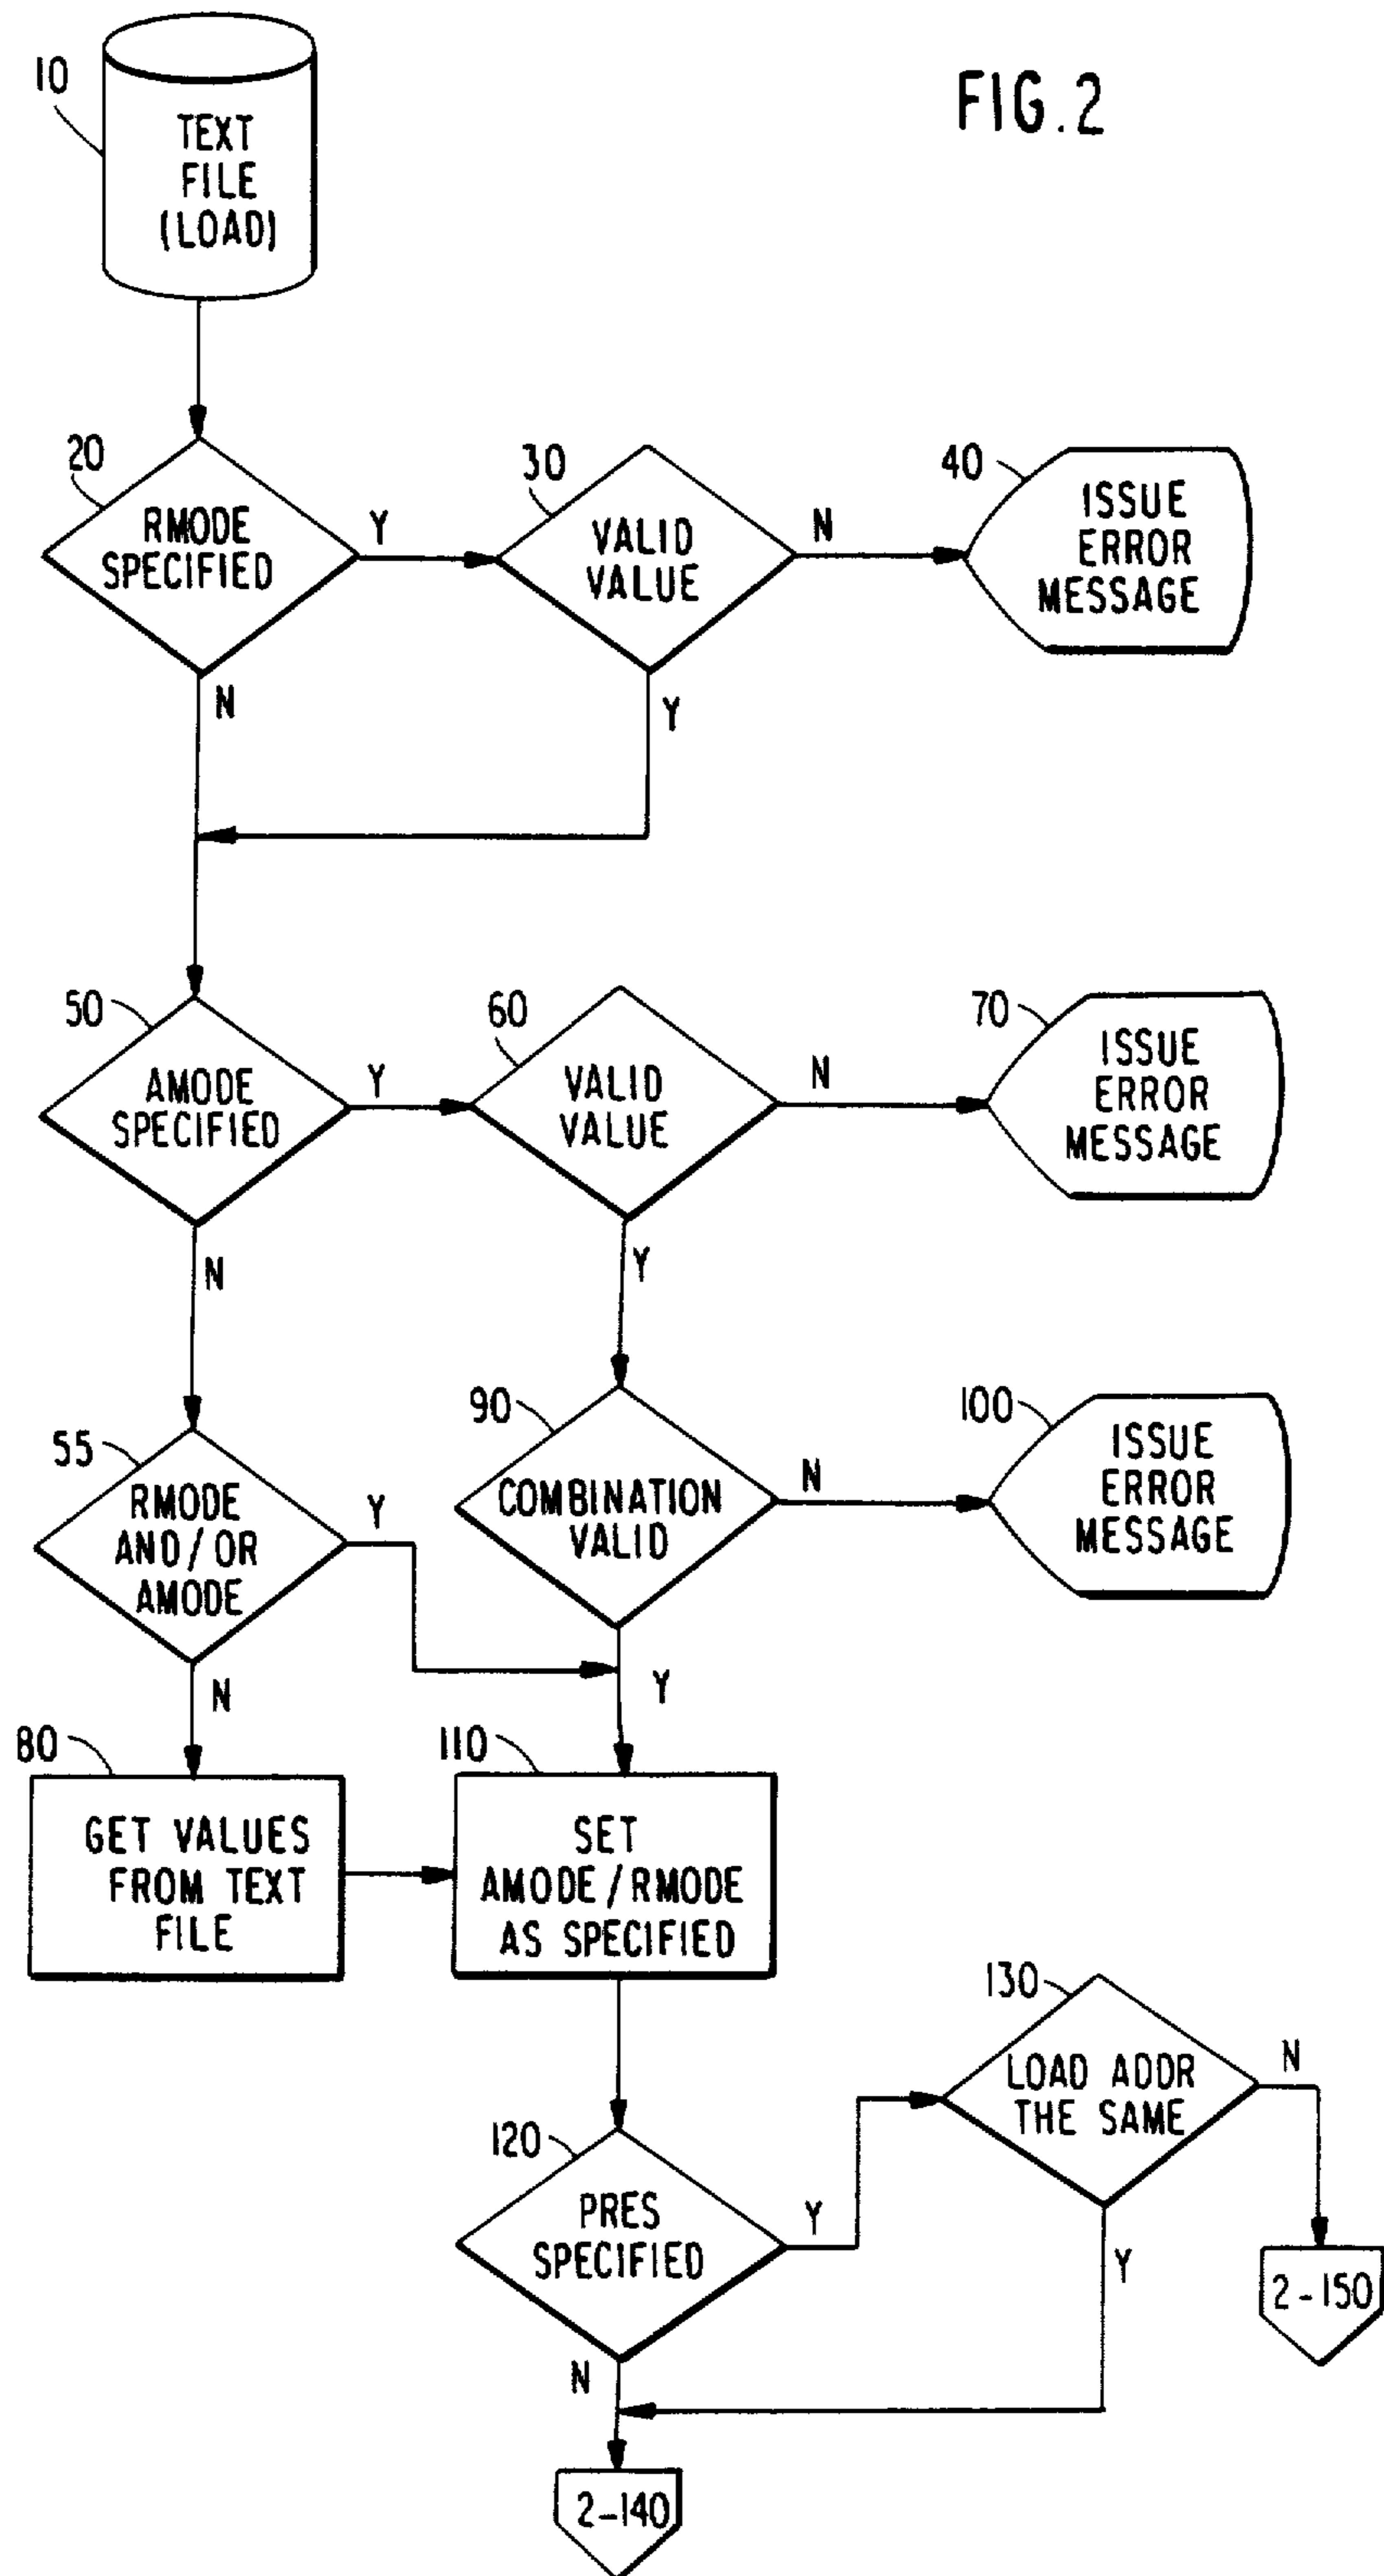 FIG.2
10
TEXT
FILE
(LOAD)
20
RMODE
SPECIFIED
Y
N
30
VALID
VALUE
N
Y
40
ISSUE
ERROR
MESSAGE
50
AMODE
SPECIFIED
Y
N
60
VALID
VALUE
N
Y
70
ISSUE
ERROR
MESSAGE
55
RMODE
AND/OR
AMODE
Y
N
90
COMBINATION
VALID
N
Y
100
ISSUE
ERROR
MESSAGE
80
GET VALUES
FROM TEXT
FILE
110
SET
AMODE/RMODE
AS SPECIFIED
120
PRES
SPECIFIED
Y
N
130
LOAD ADDR
THE SAME
N
Y
2-150
2-140